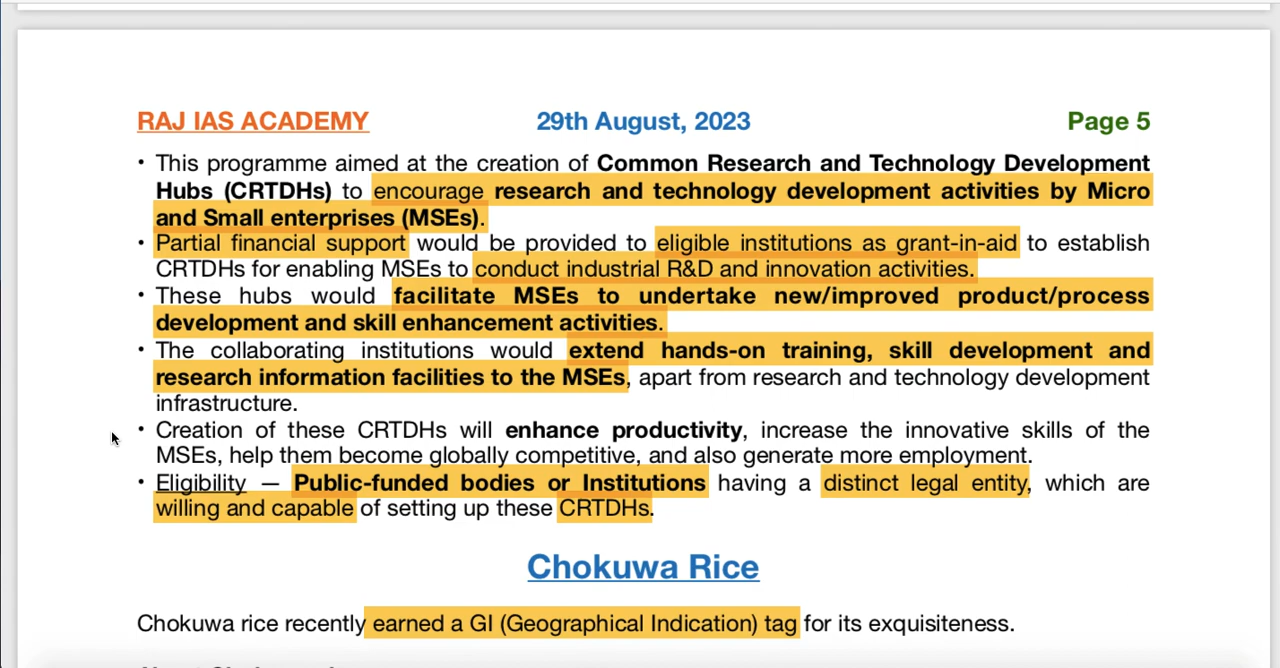 RAJ IAS ACADEMY 29th August, 2023 Page 5
• This programme aimed at the creation of Common Research and Technology Development
Hubs (CRTDHs) to encourage research and technology development activities by Micro
and Small enterprises (MSEs).
• Partial financial support would be provided to eligible institutions as grant-in-aid to establish
CRTDHs for enabling MSEs to conduct industrial R&D and innovation activities.
• These hubs would facilitate MSEs to undertake new/improved product/process
development and skill enhancement activities.
• The collaborating institutions would extend hands-on training, skill development and
research information facilities to the MSEs, apart from research and technology development
infrastructure.
• Creation of these CRTDHs will enhance productivity, increase the innovative skills of the
MSEs, help them become globally competitive, and also generate more employment.
• Eligibility — Public-funded bodies or Institutions having a distinct legal entity, which are
willing and capable of setting up these CRTDHs.
Chokuwa Rice
Chokuwa rice recently earned a GI (Geographical Indication) tag for its exquisiteness.